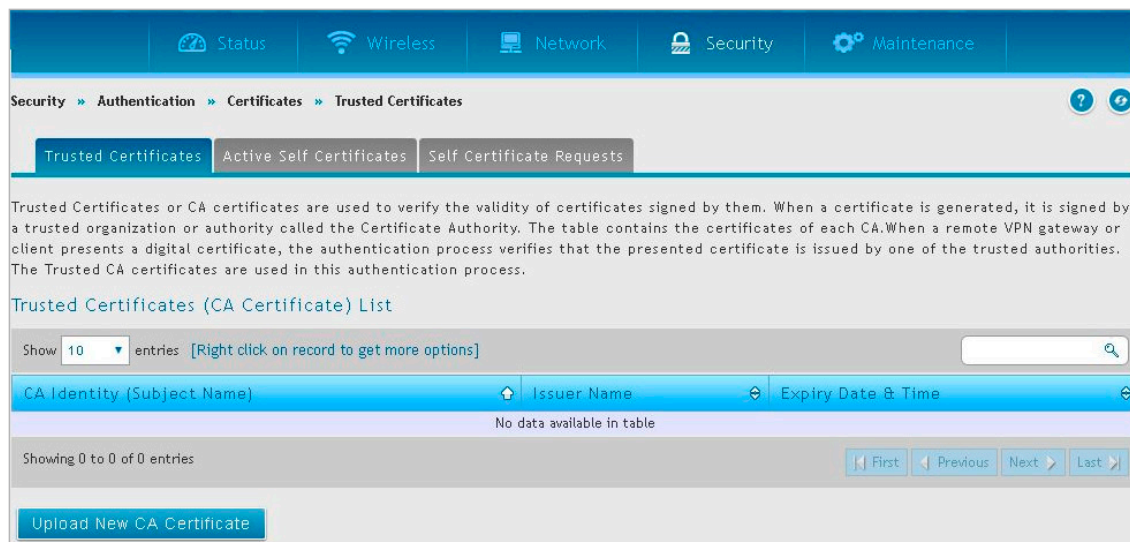 Status Wireless Network Security Maintenance
Security » Authentication » Certificates » Trusted Certificates
?
Trusted Certificates Active Self Certificates Self Certificate Requests
Trusted Certificates or CA certificates are used to verify the validity of certificates signed by them. When a certificate is generated, it is signed by
a trusted organization or authority called the Certificate Authority. The table contains the certificates of each CA.When a remote VPN gateway or
client presents a digital certificate, the authentication process verifies that the presented certificate is issued by one of the trusted authorities.
The Trusted CA certificates are used in this authentication process.
Trusted Certificates (CA Certificate) List
Show 10 entries [Right click on record to get more options]
CA Identity (Subject Name) Issuer Name Expiry Date & Time
No data available in table
Showing 0 to 0 of 0 entries First Previous Next Last
Upload New CA Certificate